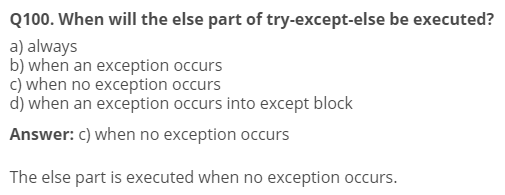 Q100. When will the else part of try-except-else be executed?
a) always
b) when an exception occurs
c) when no exception occurs
d) when an exception occurs into except block
Answer: c) when no exception occurs
The else part is executed when no exception occurs.